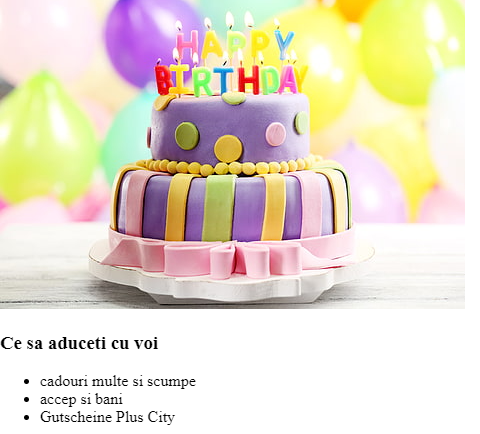 HAPPY
BIRTHDAY
Ce sa aduceti cu voi
cadouri multe si scumpe
accep si bani
Gutscheine Plus City